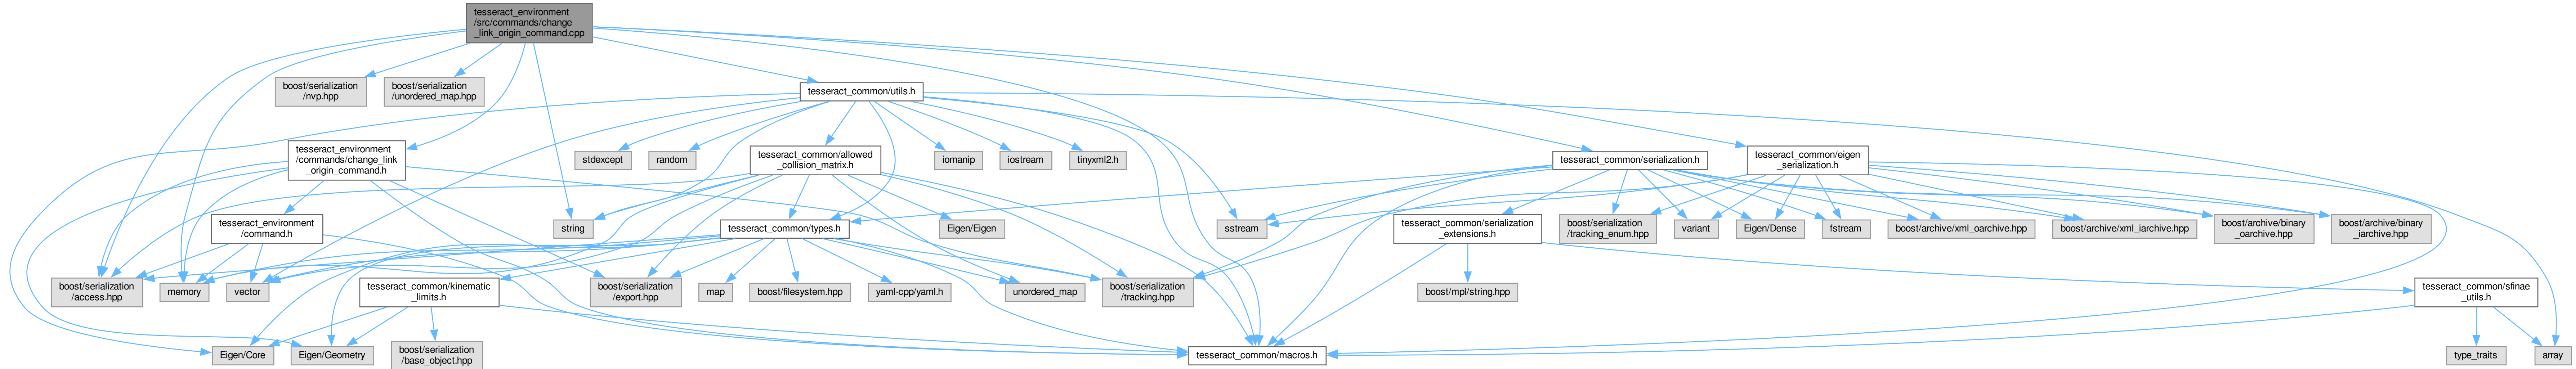 tesseract_environment
/src/commands/change
_link_origin_command.cpp
boost/serialization
/nvp.hpp
boost/serialization
/unordered_map.hpp
tesseract_common/utils.h
tesseract_environment
/commands/change_link
_origin_command.h
stdexcept
random
tesseract_common/allowed
_collision_matrix.h
iomanip
iostream
tinyxml2.h
tesseract_common/serialization.h
tesseract_common/eigen
_serialization.h
tesseract_environment
/command.h
string
tesseract_common/types.h
Eigen/Eigen
sstream
tesseract_common/serialization
_extensions.h
boost/serialization
/tracking_enum.hpp
variant
Eigen/Dense
fstream
boost/archive/xml_oarchive.hpp
boost/archive/xml_iarchive.hpp
boost/archive/binary
_oarchive.hpp
boost/archive/binary
_iarchive.hpp
boost/serialization
/access.hpp
memory
vector
tesseract_common/kinematic
_limits.h
boost/serialization
/export.hpp
map
boost/filesystem.hpp
yaml-cpp/yaml.h
unordered_map
boost/serialization
/tracking.hpp
boost/mpl/string.hpp
tesseract_common/sfinae
_utils.h
Eigen/Core
Eigen/Geometry
boost/serialization
/base_object.hpp
tesseract_common/macros.h
type_traits
array